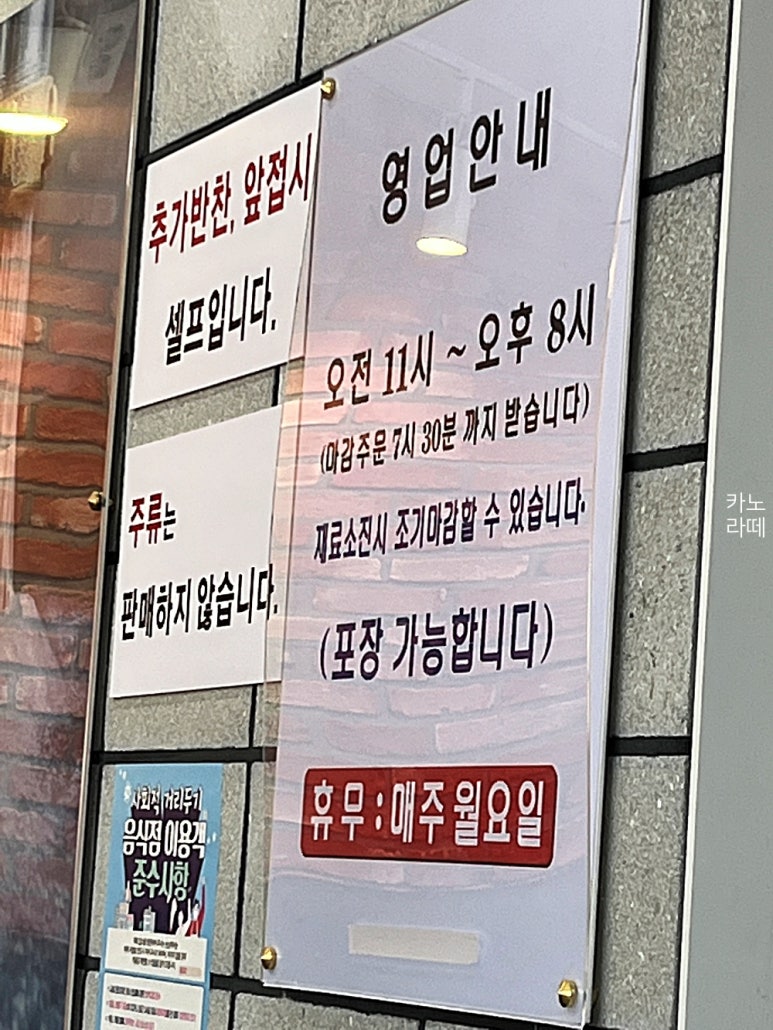 추가반찬, 앞접시
셀프입니다.
주류는
판매하지 않습니다.
영업안내
오전 11시 ~ 오후 8시
(마감주문 7시 30분 까지 받습니다)
재료소진시 조기마감할 수 있습니다.
(포장 가능합니다)
휴무 : 매주 월요일
사회적 거리두기
음식점 이용객
준수사항
카노
라떼